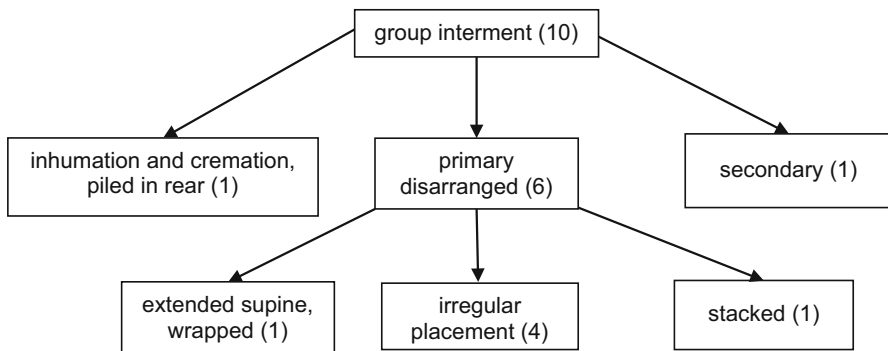 group interment (10)
inhumation and cremation,
piled in rear (1)
primary
disarranged (6)
secondary (1)
extended supine,
wrapped (1)
irregular
placement (4)
stacked (1)